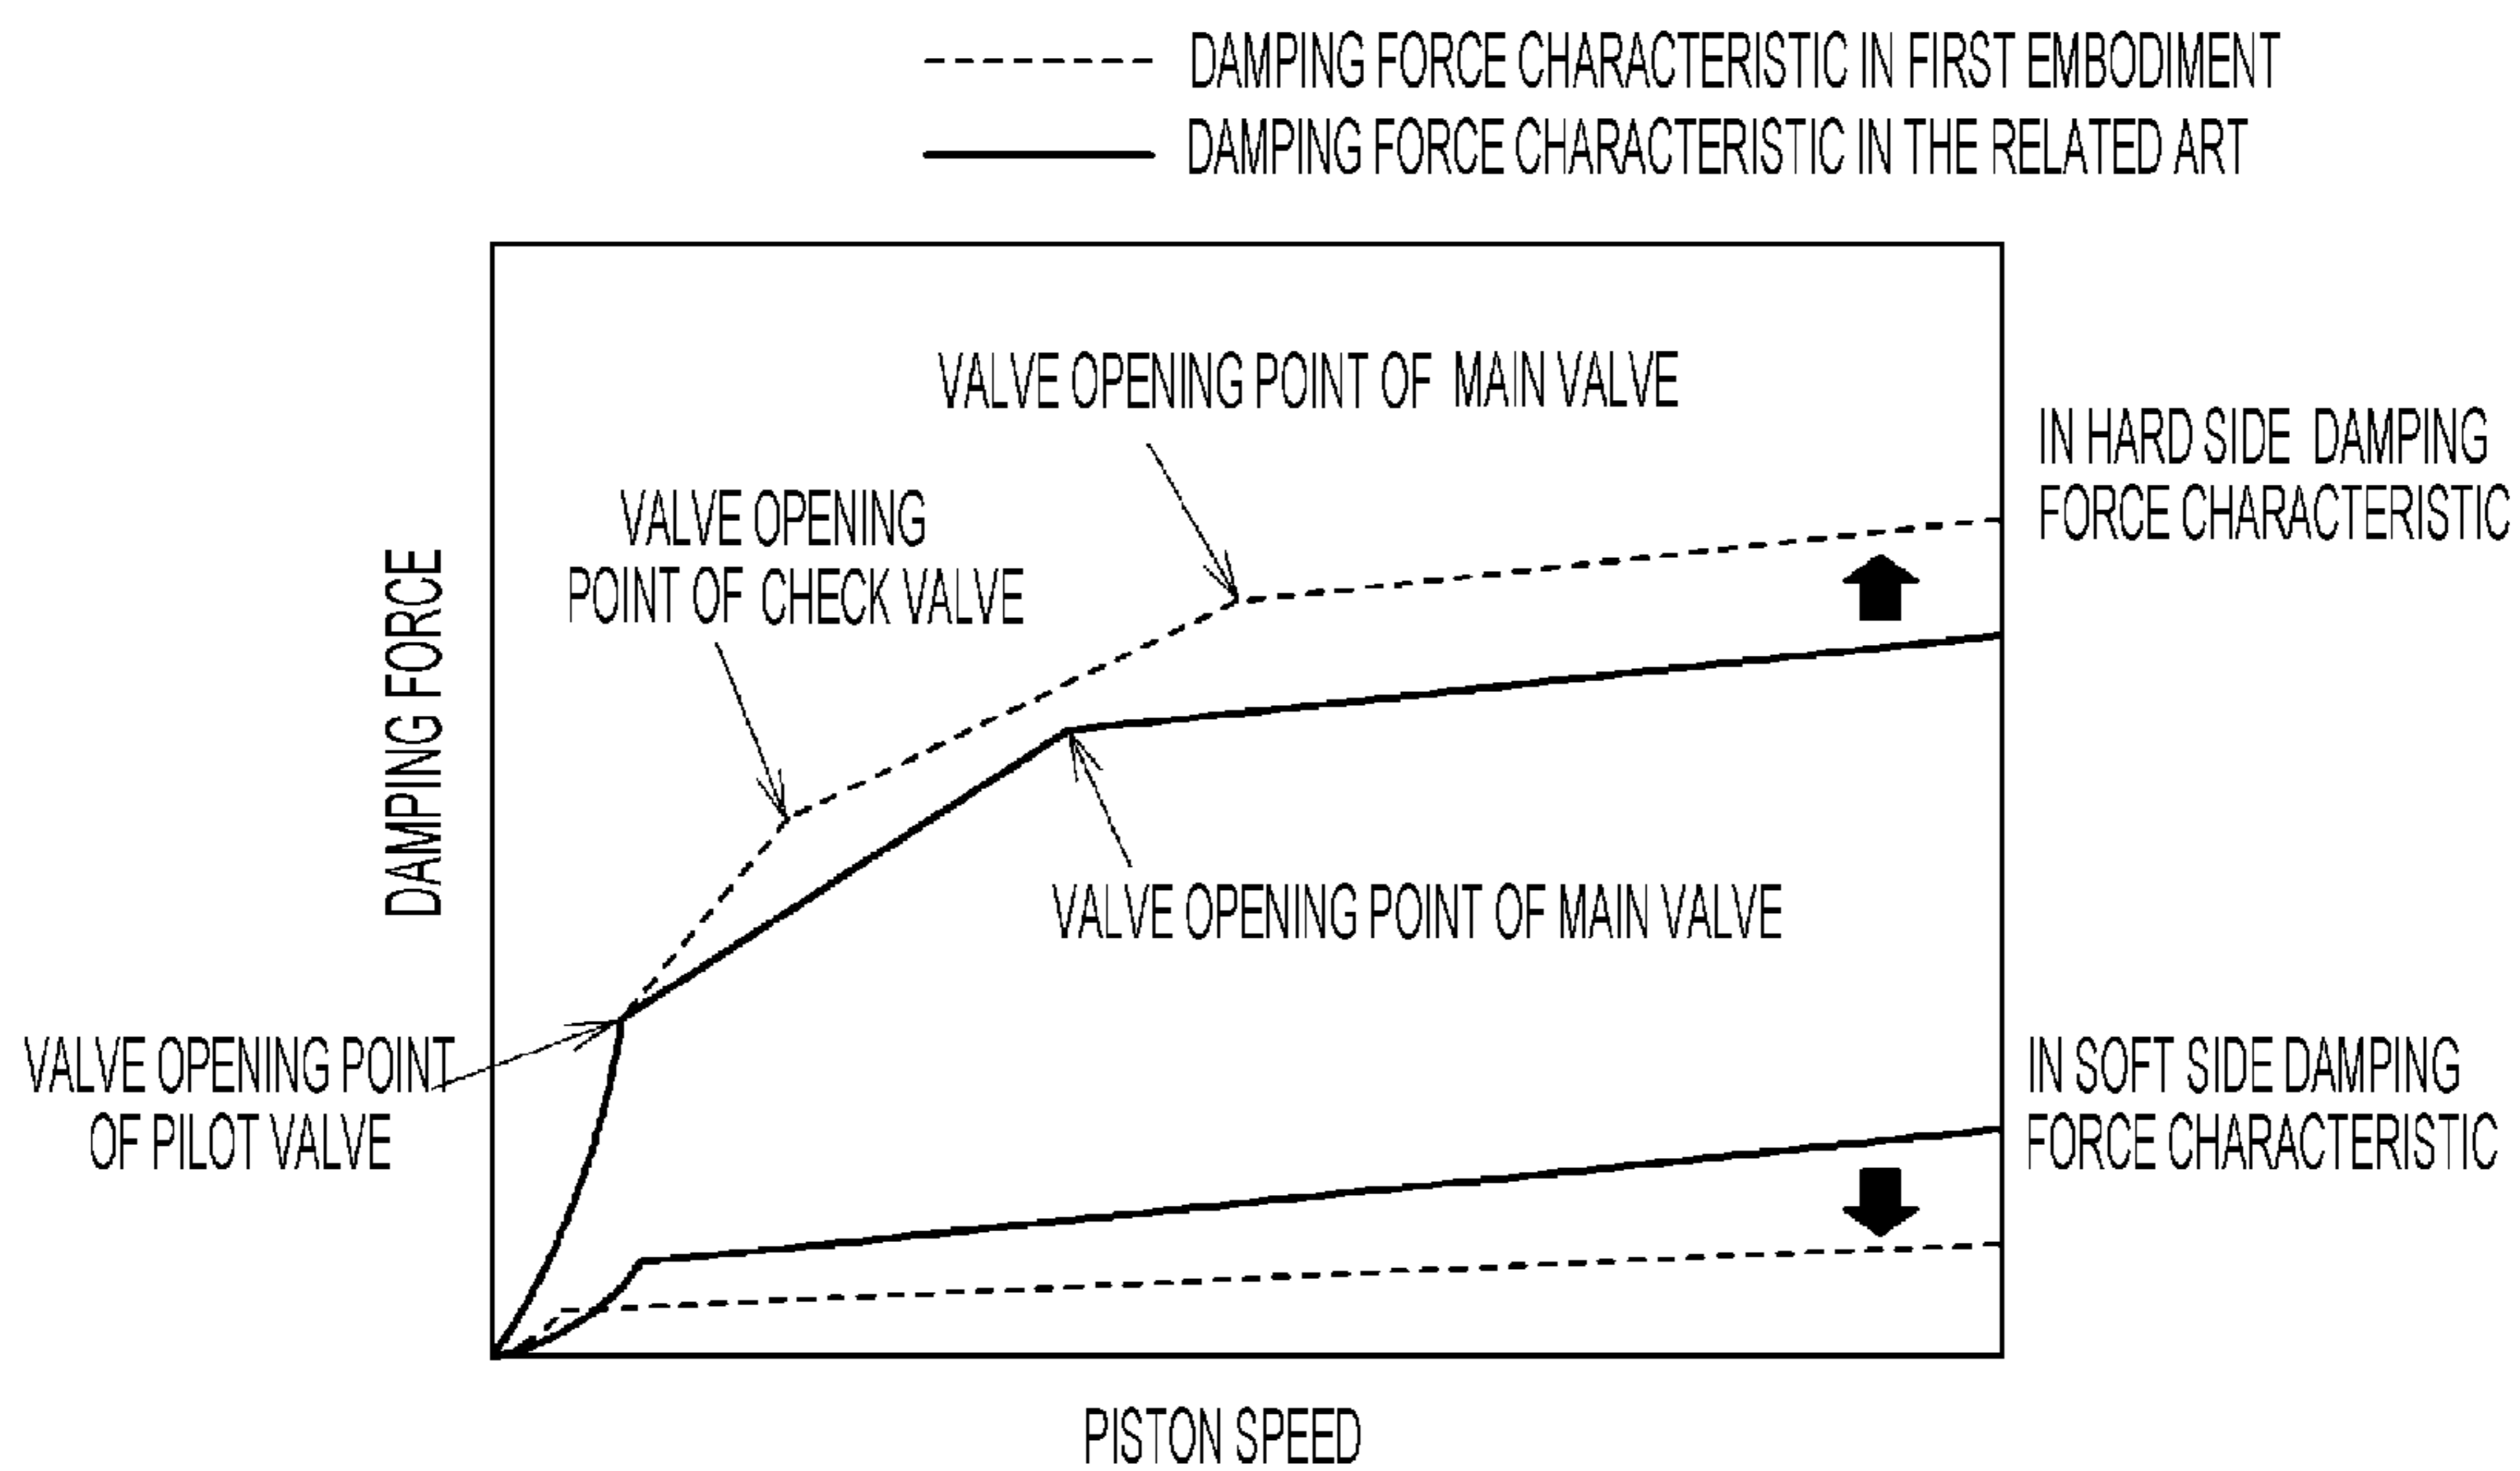 DAMPING FORCE CHARACTERISTIC IN FIRST EMBODIMENT
DAMPING FORCE CHARACTERISTIC IN THE RELATED ART
VALVE OPENING POINT OF MAIN VALVE
IN HARD SIDE DAMPING
FORCE CHARACTERISTIC
VALVE OPENING
POINT OF CHECK VALVE
DAMPING FORCE
VALVE OPENING POINT OF MAIN VALVE
VALVE OPENING POINT
OF PILOT VALVE
IN SOFT SIDE DAMPING
FORCE CHARACTERISTIC
PISTON SPEED